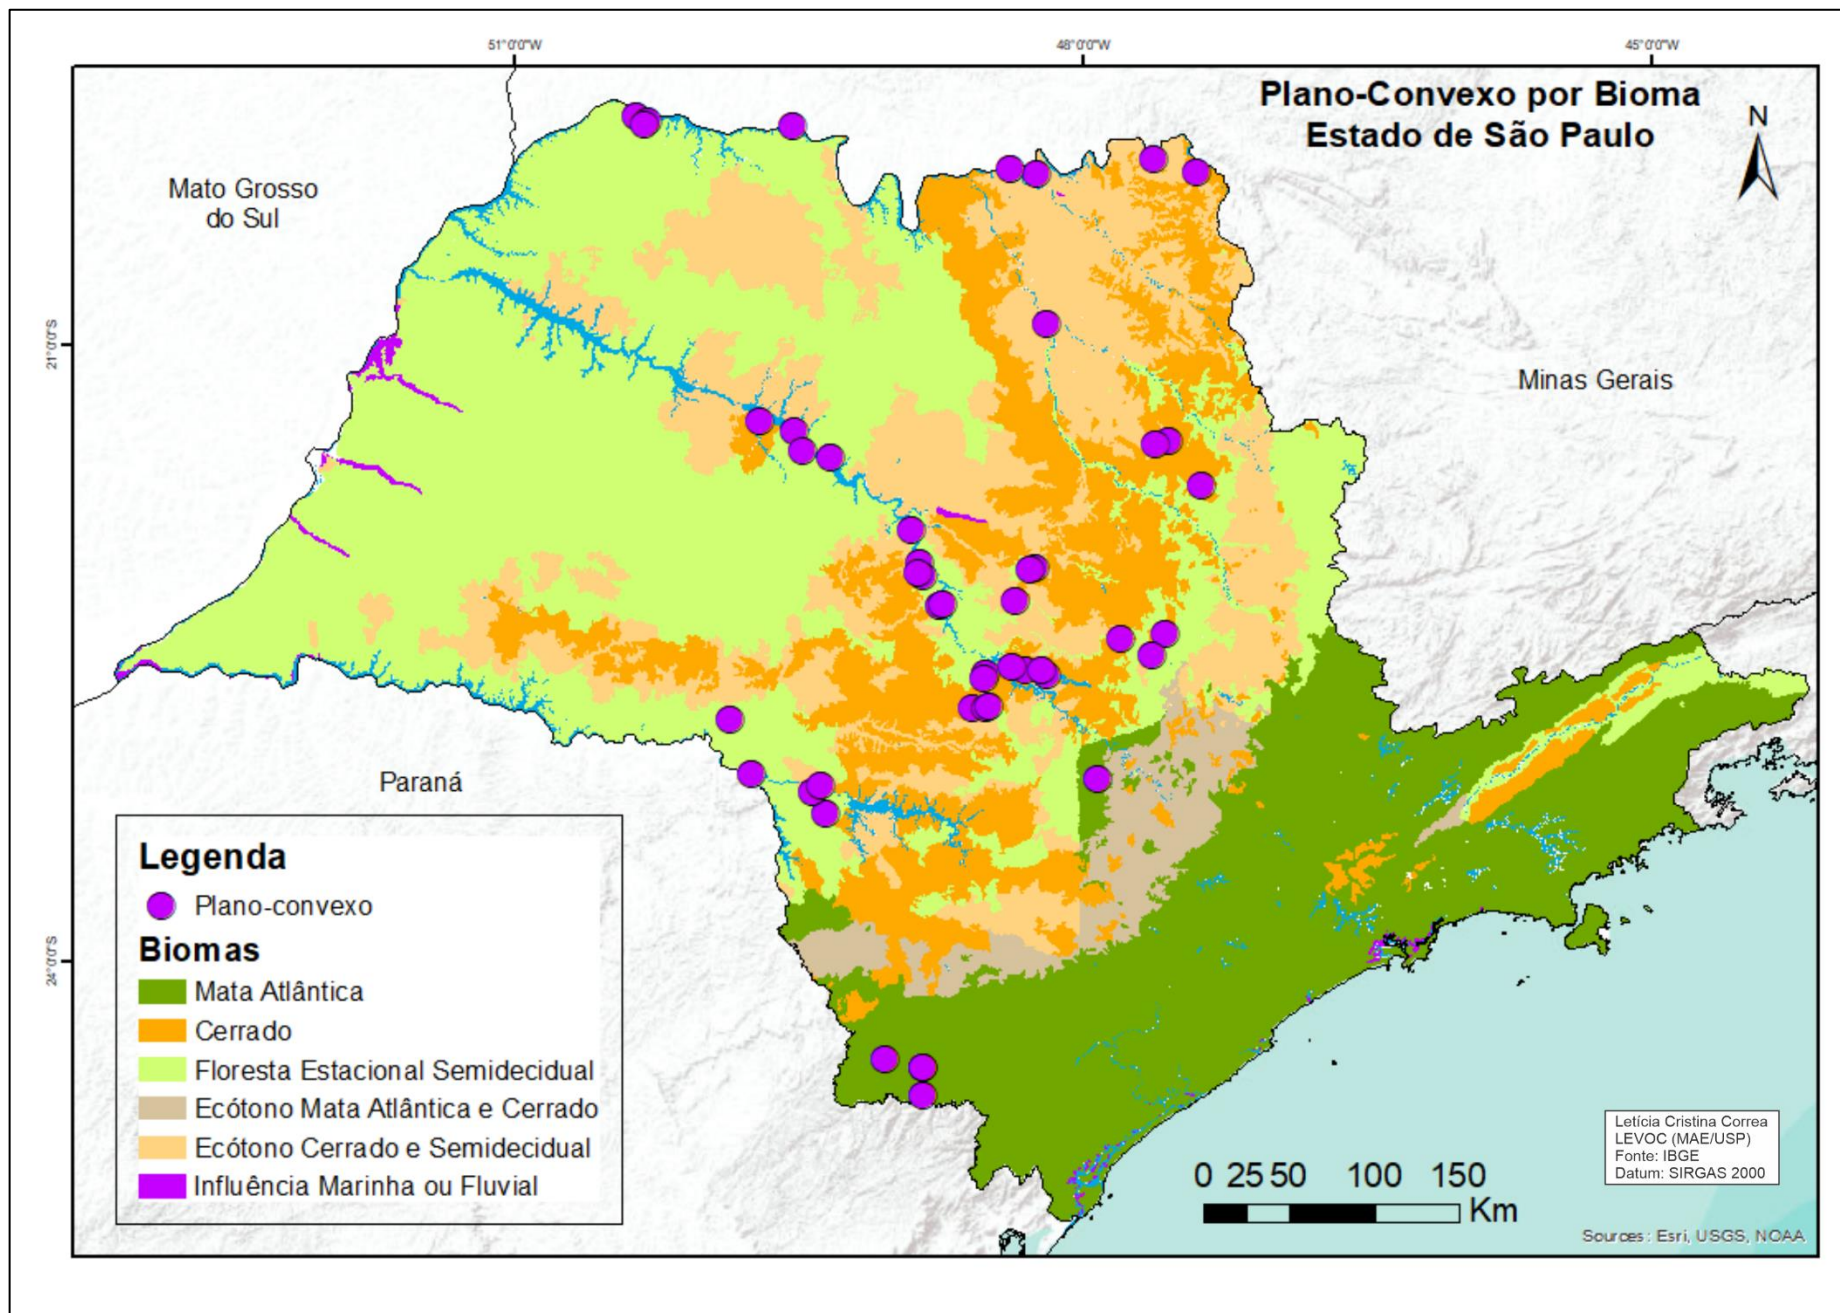 51°0'0"W
48°0'0"W
45°0'0"W
Plano-Convexo por Bioma
Estado de São Paulo
N
Mato Grosso
do Sul
21°0'0"S
Minas Gerais
Paraná
Legenda
Plano-convexo
Biomas
24°0'0"S
Mata Atlântica
Cerrado
Floresta Estacional Semidecidual
Ecótono Mata Atlântica e Cerrado
Ecótono Cerrado e Semidecidual
Influência Marinha ou Fluvial
Letícia Cristina Correa
LEVOC (MAE/USP)
Fonte: IBGE
Datum: SIRGAS 2000
0 25 50 100 150
Km
Sources: Esri, USGS, NOAA